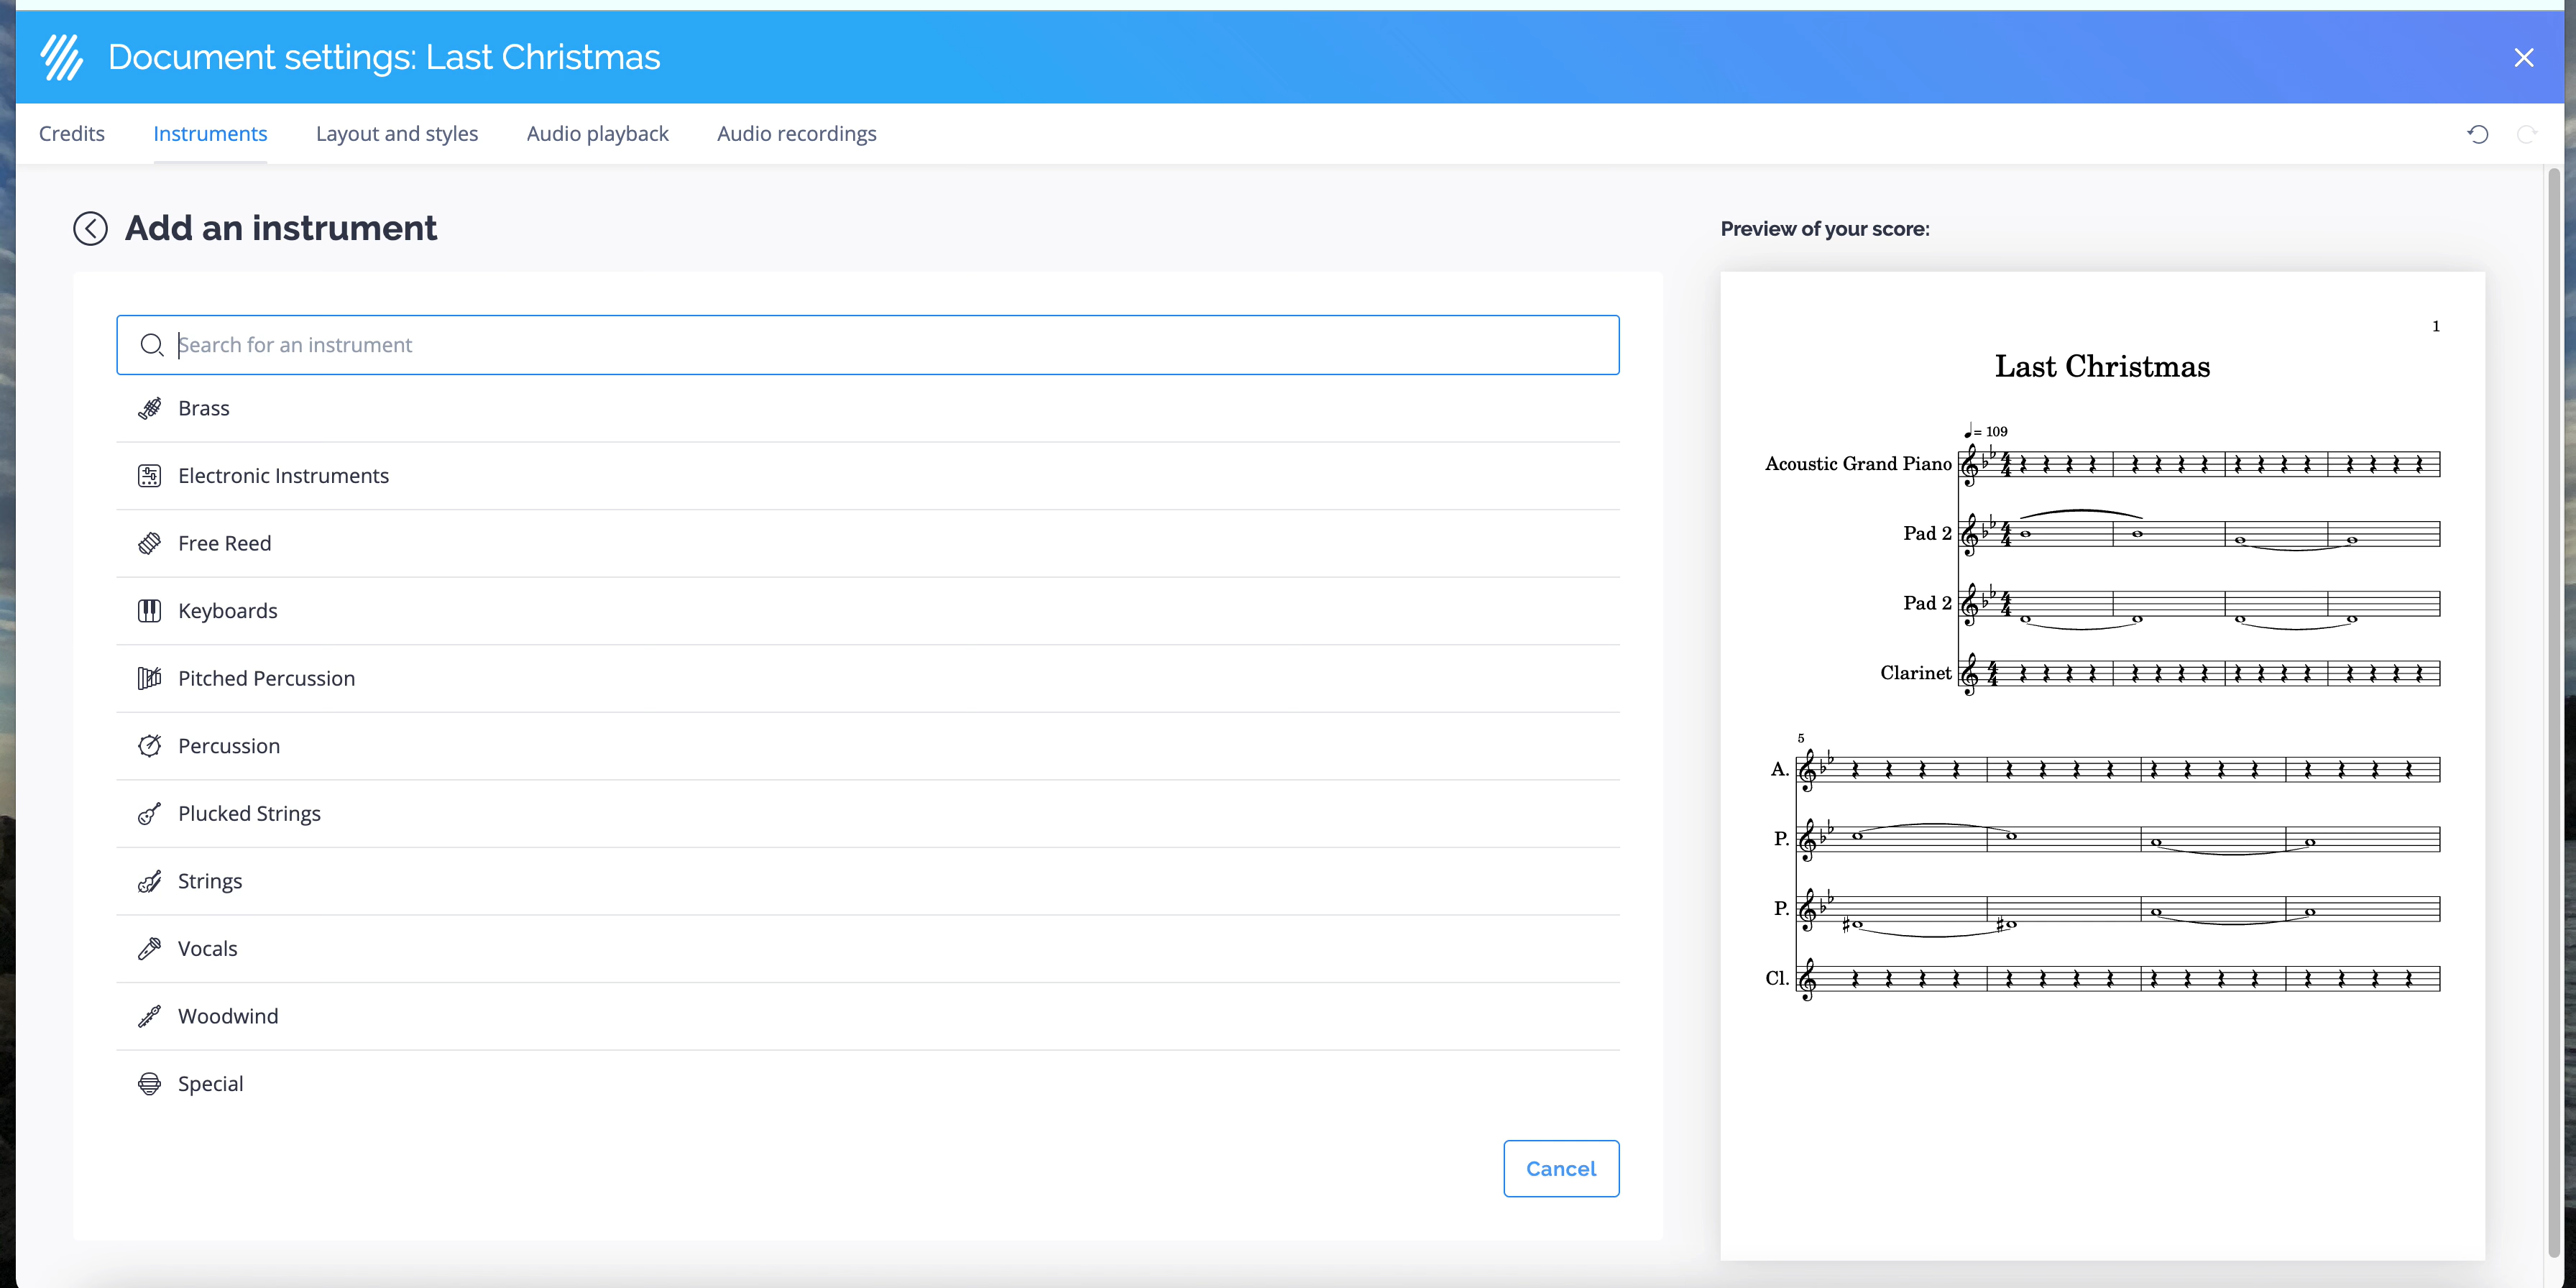 Document settings: Last Christmas
Credits
Instruments
Layout and styles
Audio playback
Audio recordings
Add an instrument
Search for an instrument
Brass
Electronic Instruments
Free Reed
Keyboards
Pitched Percussion
Percussion
Plucked Strings
Strings
Vocals
Woodwind
Special
Cancel
Preview of your score:
1
Last Christmas
= 109
Acoustic Grand Piano
Pad 2
Pad 2
Clarinet
5
A.
P.
P.
Cl.